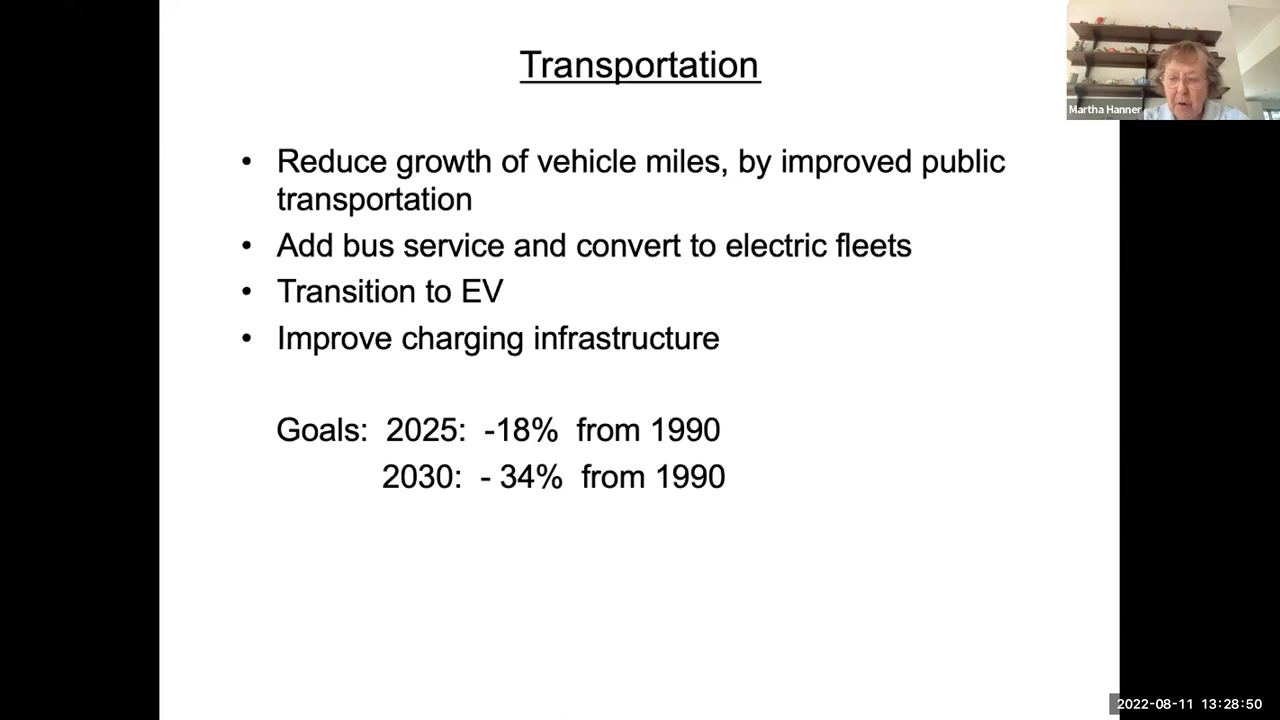 Transportation
Martha Hanner
• Reduce growth of vehicle miles, by improved public
transportation
• Add bus service and convert to electric fleets
• Transition to EV
• Improve charging infrastructure
Goals: 2025: -18% from 1990
2030: - 34% from 1990
2022-08-11 13:28:50